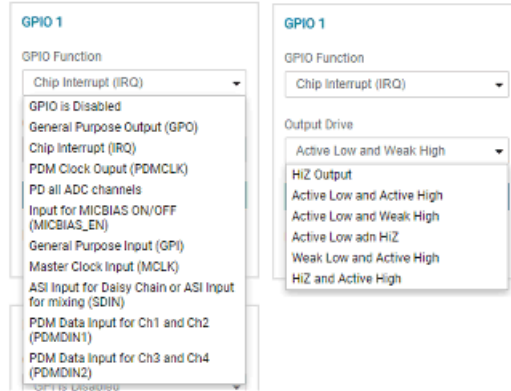 GPIO 1
GPIO Function
Chip Interrupt (IRQ)
GPIO is Disabled
General Purpose Output (GPO)
Chip Interrupt (IRQ)
PDM Clock Ouput (PDMCLK)
PD all ADC channels
Input for MICBIAS ON/OFF
(MICBIAS_EN)
General Purpose Input (GPI)
Master Clock Input (MCLK)
ASI Input for Daisy Chain or ASI Input
for mixing (SDIN)
PDM Data Input for Ch1 and Ch2
(PDMDIN1)
PDM Data Input for Ch3 and Ch4
(PDMDIN2)
GPI is Disabled
GPIO 1
GPIO Function
Chip Interrupt (IRQ)
Output Drive
Active Low and Weak High
HiZ Output
Active Low and Active High
Active Low and Weak High
Active Low adn HiZ
Weak Low and Active High
HiZ and Active High